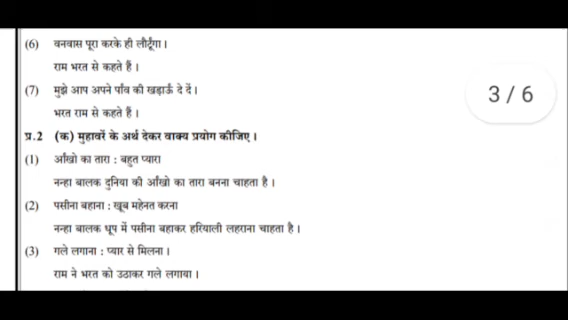 (6) वनवास पूरा करके ही लौटूँगा ।
राम भरत से कहते हैं ।
(7) मुझे आप अपने पाँव की खड़ाऊँ दे दें ।
भरत राम से कहते हैं ।
3 / 6
प्र.2 (क) मुहावरें के अर्थ देकर वाक्य प्रयोग कीजिए ।
(1) आँखो का तारा : बहुत प्यारा
नन्हा बालक दुनिया की आँखो का तारा बनना चाहता है ।
(2) पसीना बहाना : खूब महेनत करना
नन्हा बालक धूप में पसीना बहाकर हरियाली लहराना चाहता है ।
(3) गले लगाना : प्यार से मिलना ।
राम ने भरत को उठाकर गले लगाया ।